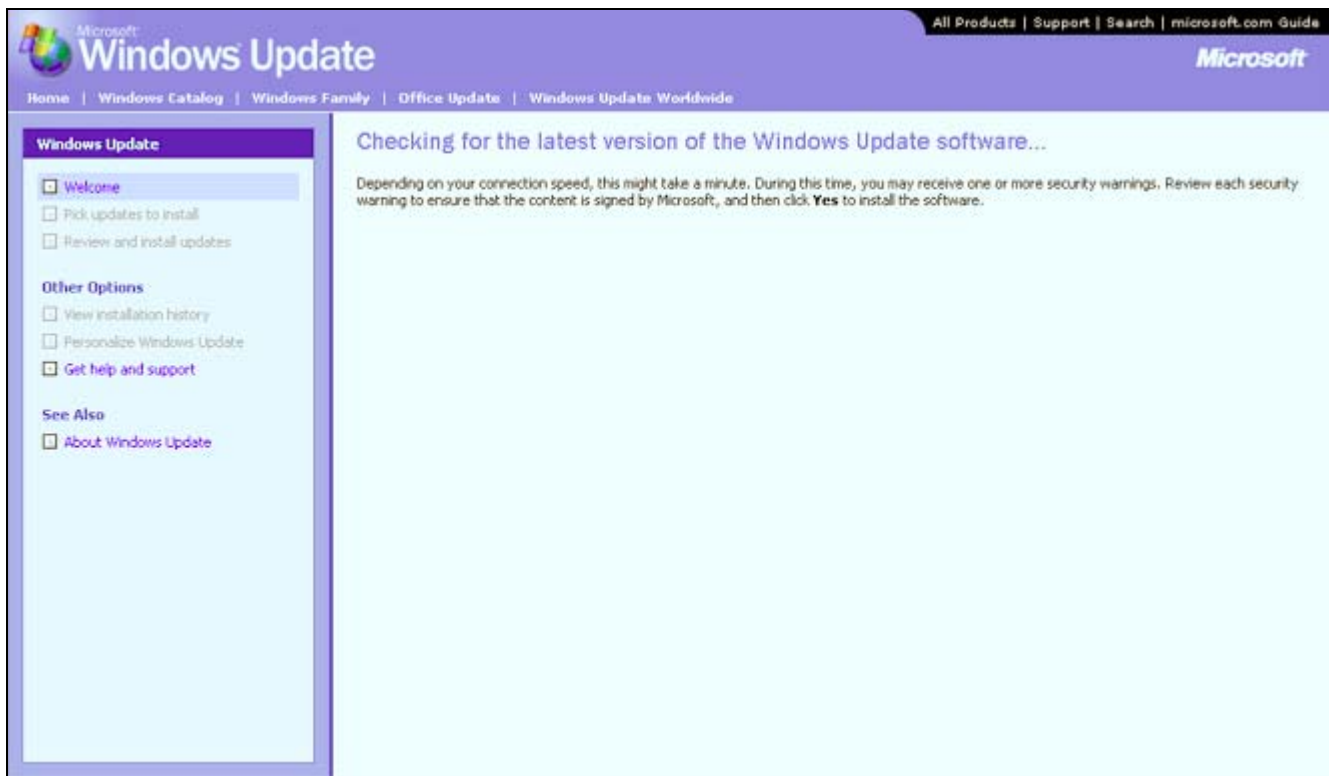 All Products | Support | Search | microsoft.com Guide
Microsoft
Windows Update
Microsoft
Home | Windows Catalog | Windows Family | Office Update | Windows Update Worldwide
Windows Update
Welcome
Pick updates to install
Review and install updates
Other Options
View installation history
Personalize Windows Update
Get help and support
See Also
About Windows Update
Checking for the latest version of the Windows Update software...
Depending on your connection speed, this might take a minute. During this time, you may receive one or more security warnings. Review each security
warning to ensure that the content is signed by Microsoft, and then click Yes to install the software.